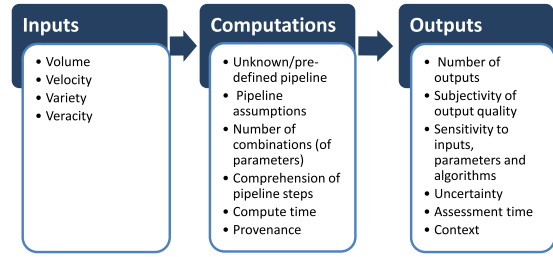 Inputs
• Volume
• Velocity
• Variety
• Veracity
Computations
• Unknown/pre-
defined pipeline
• Pipeline
assumptions
• Number of
combinations (of
parameters)
• Comprehension of
pipeline steps
• Compute time
• Provenance
Outputs
• Number of
outputs
• Subjectivity of
output quality
• Sensitivity to
inputs,
parameters and
algorithms
• Uncertainty
• Assessment time
• Context